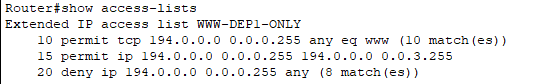 Router#show access-lists
Extended IP access list WWW-DEP1-ONLY
10 permit tcp 194.0.0.0 0.0.0.255 any eq www (10 match(es))
15 permit ip 194.0.0.0 0.0.0.255 194.0.0.0 0.0.3.255
20 deny ip 194.0.0.0 0.0.0.255 any (8 match(es))